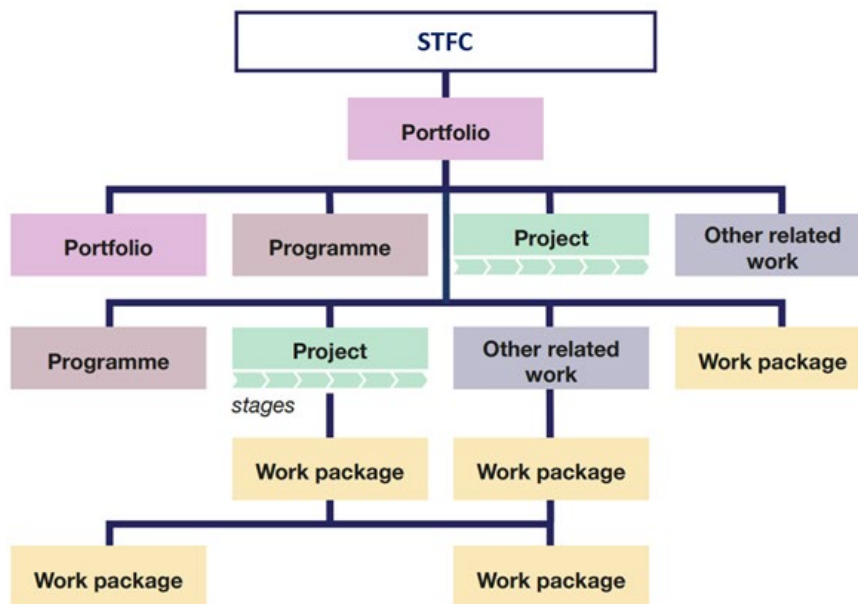 STFC
Portfolio
Portfolio
Programme
Project
Other related
work
Programme
Project
Other related
work
Work package
stages
Work package
Work package
Work package
Work package